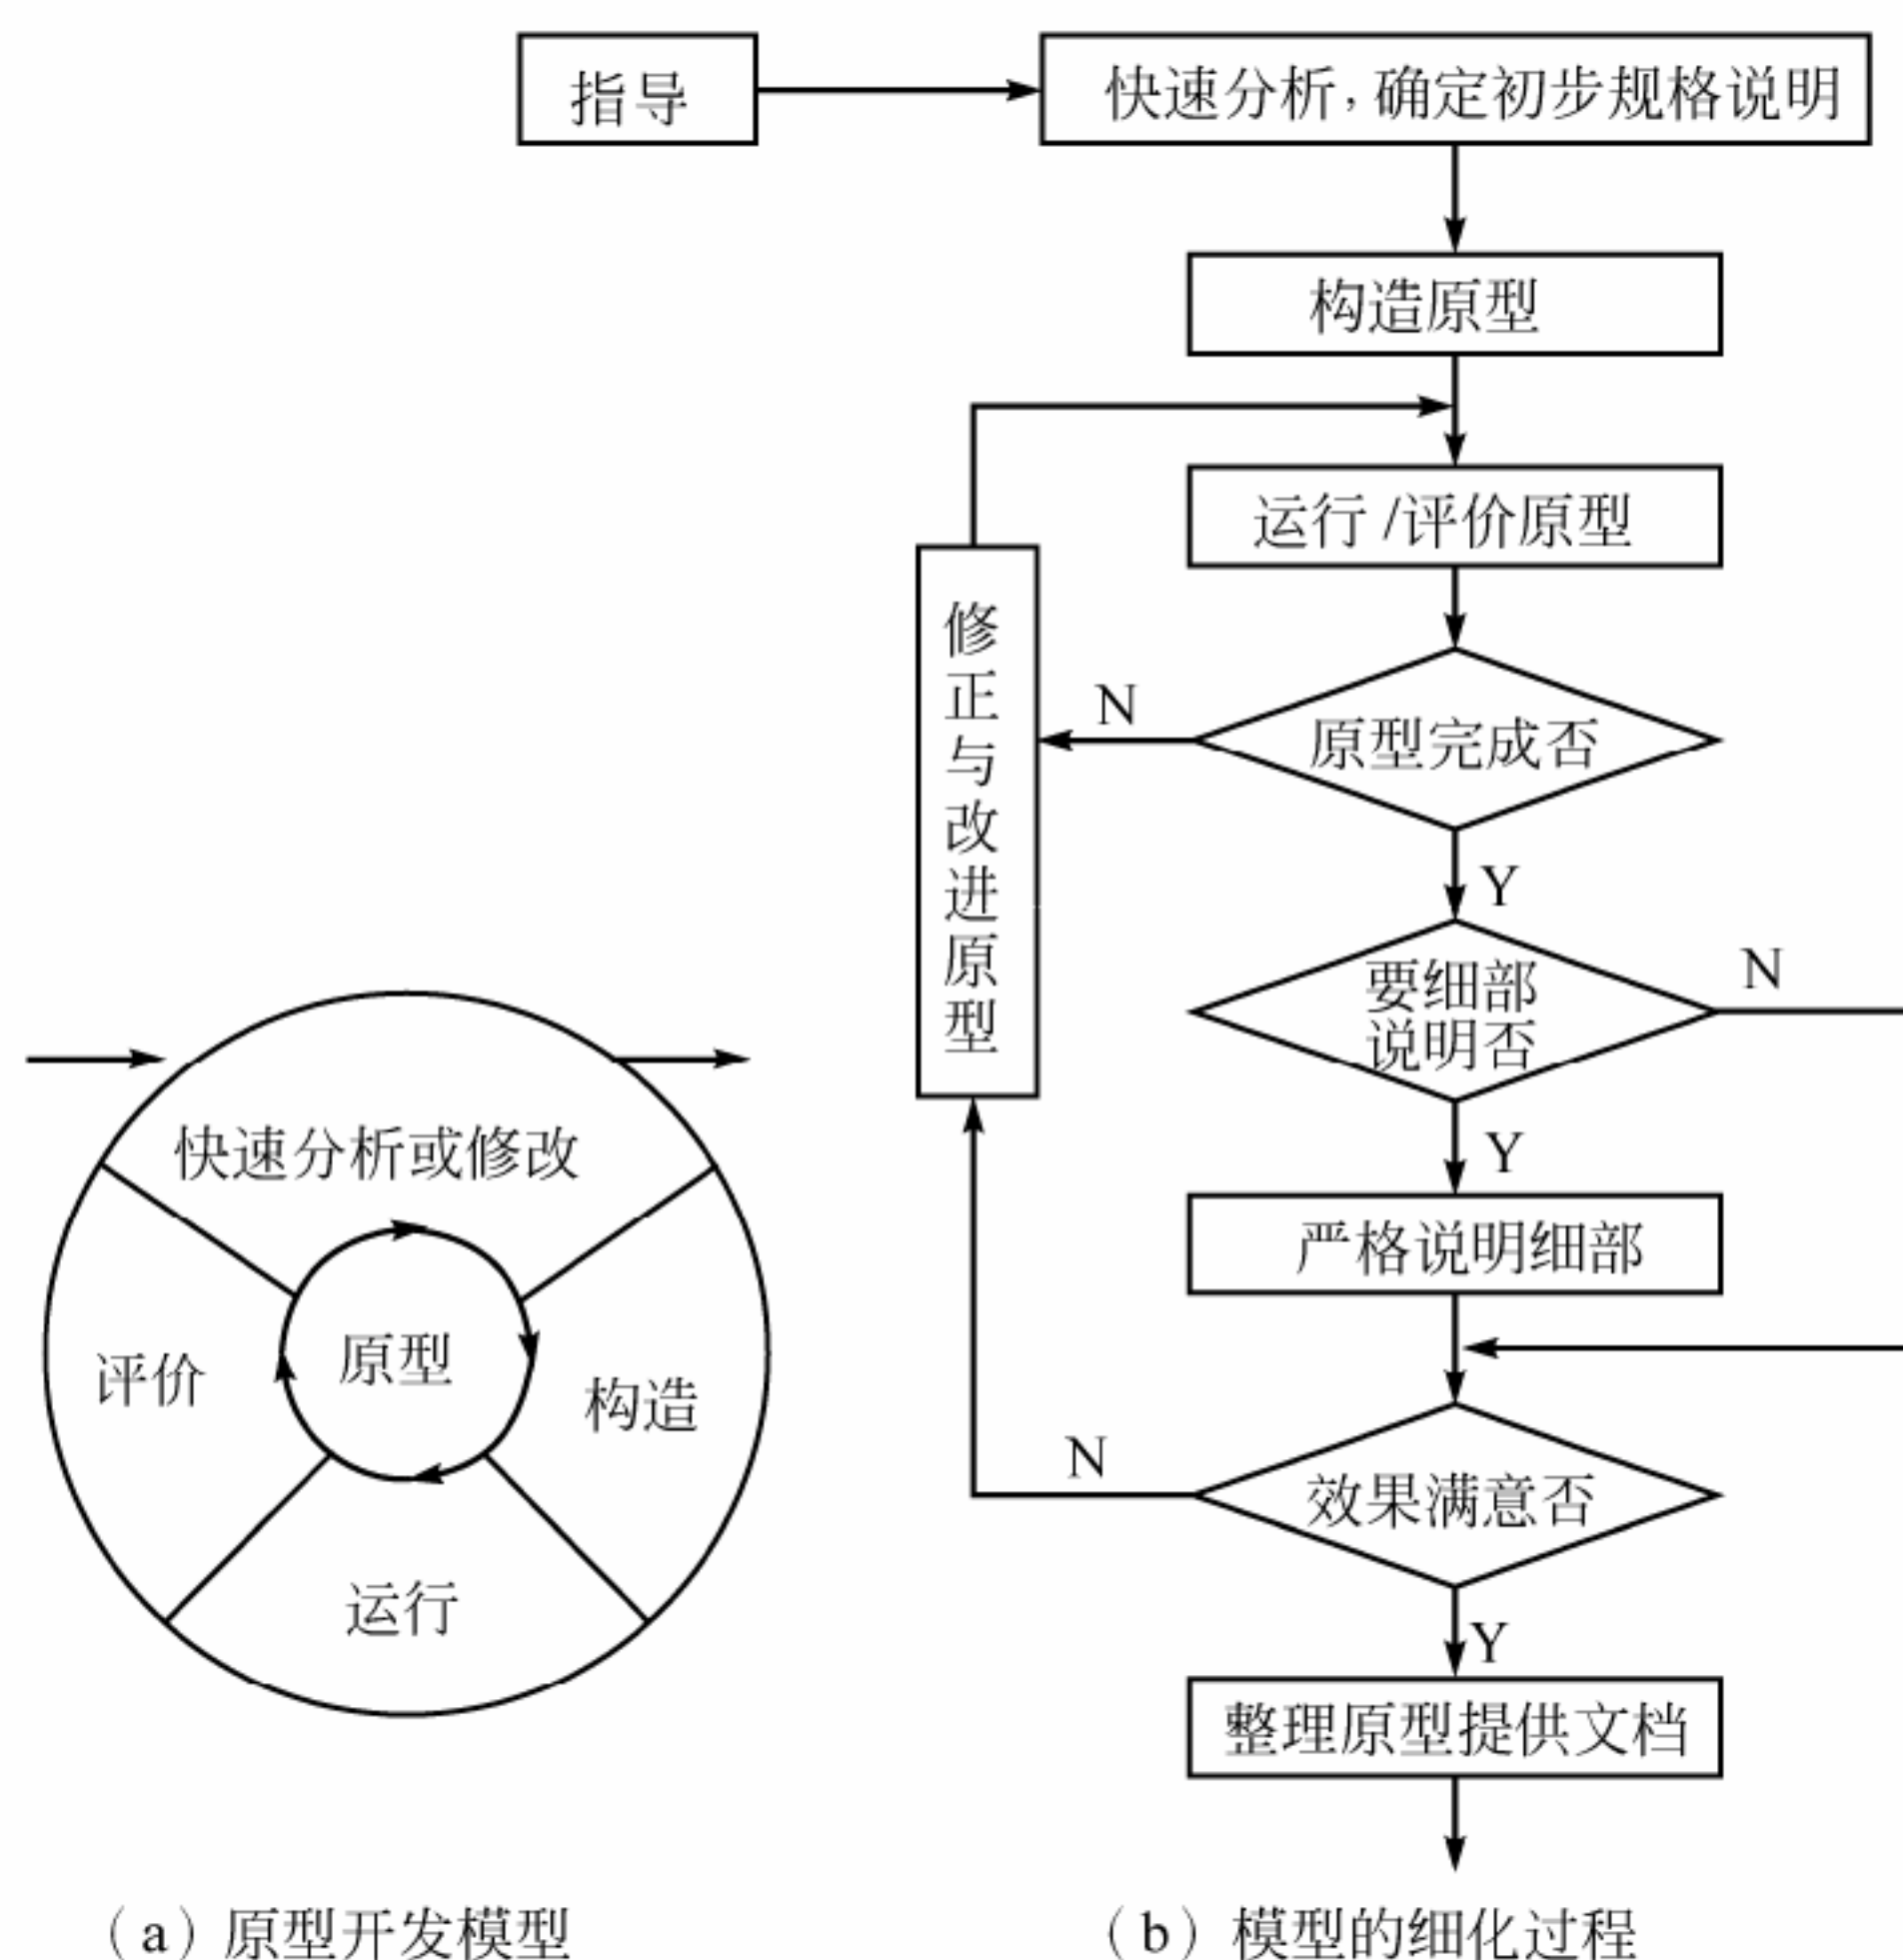 指导
快速分析，确定初步规格说明
构造原型
运行/评价原型
修正与改进原型
N
原型完成否
Y
要细部
说明否
N
Y
严格说明细部
N
效果满意否
Y
整理原型提供文档
快速分析或修改
评价
原型
构造
运行
（a）原型开发模型
（b）模型的细化过程